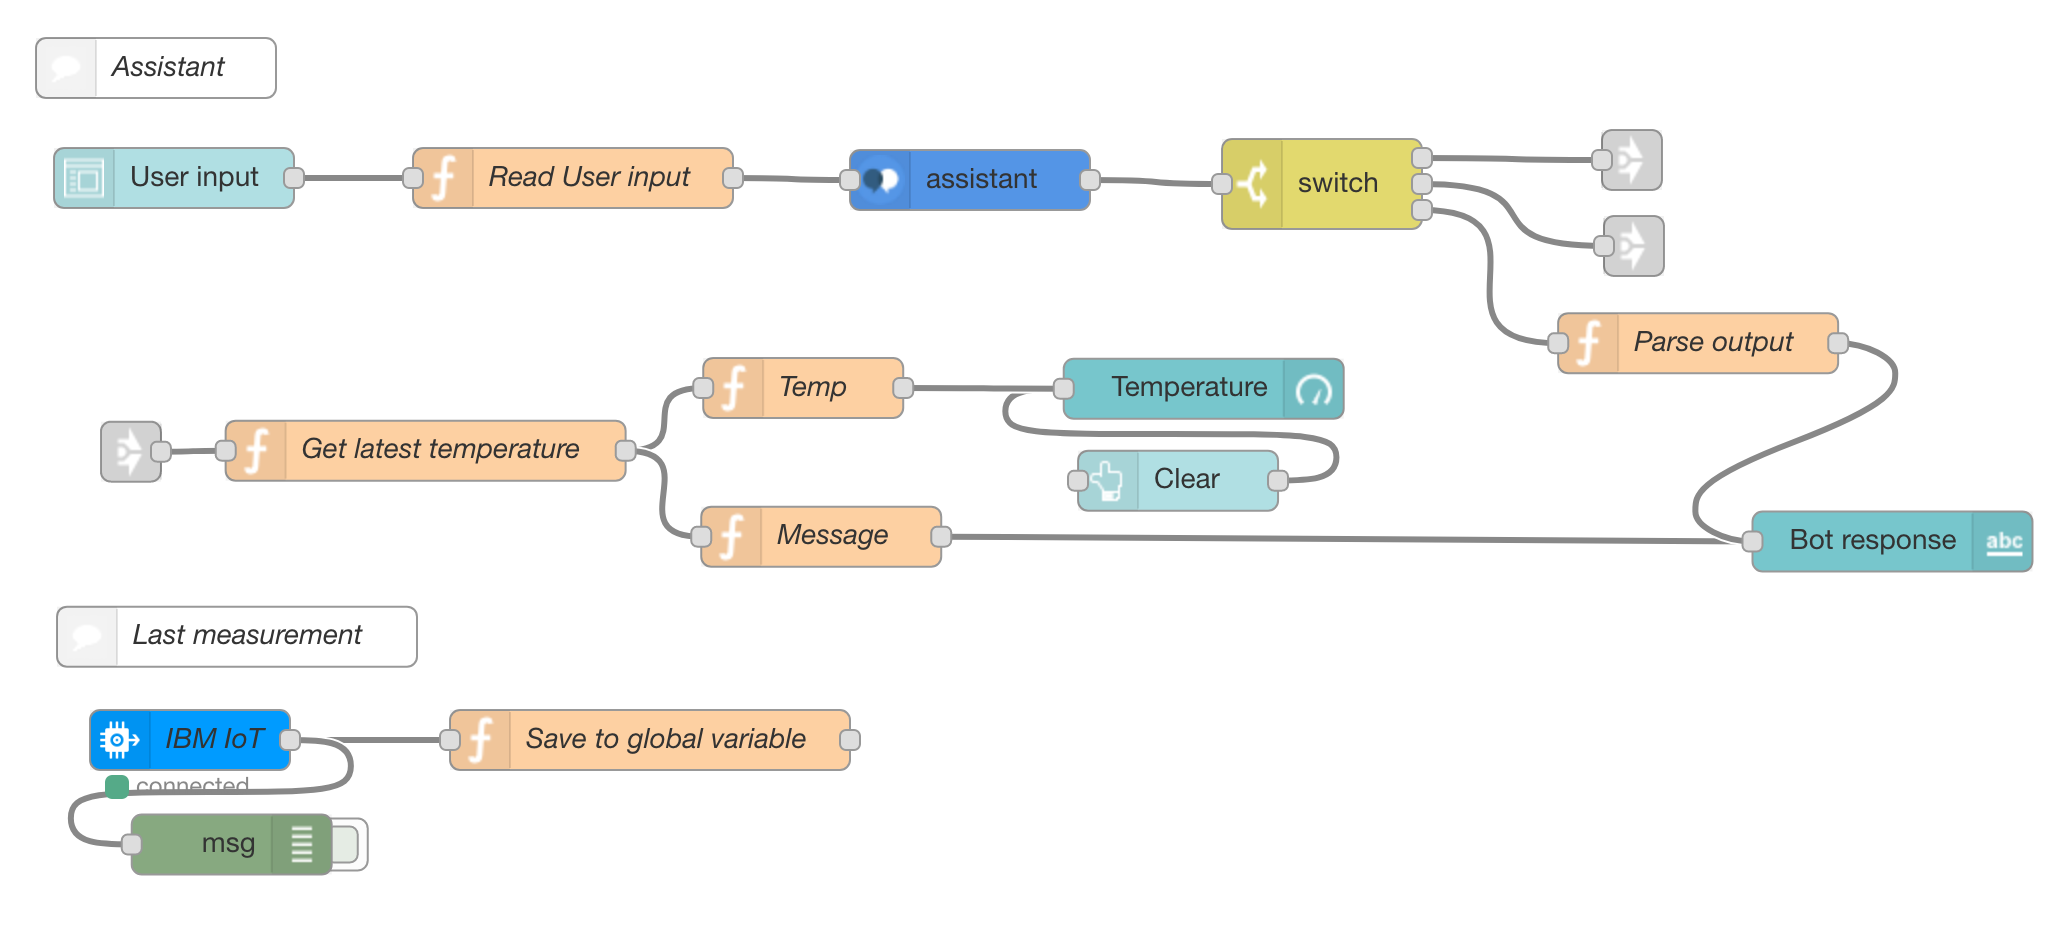 Assistant
User input
Read User input
assistant
switch
Parse output
Temp
Temperature
Get latest temperature
Clear
Message
Bot response
abc
Last measurement
IBM IoT
Save to global variable
connected
msg